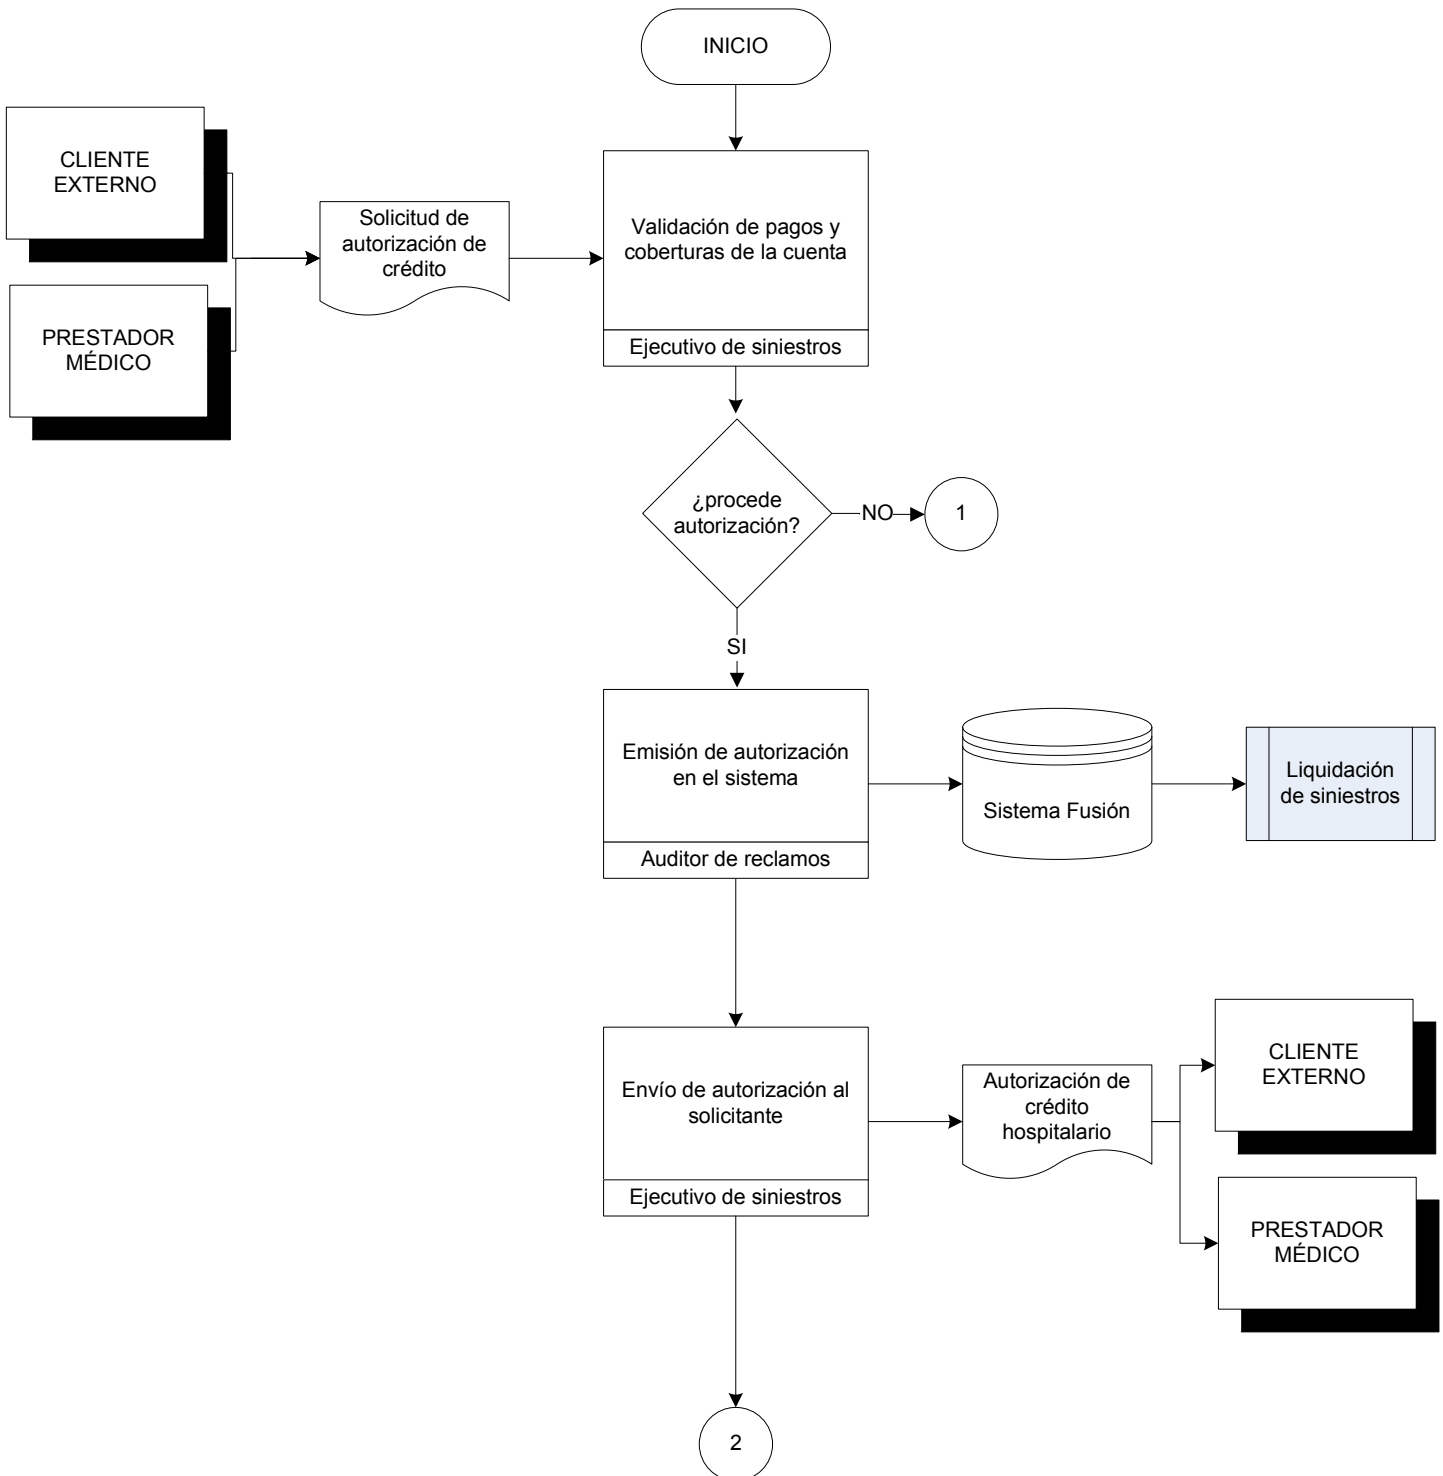 INICIO
CLIENTE
EXTERNO
Solicitud de
autorización de
crédito
Validación de pagos y
coberturas de la cuenta
Ejecutivo de siniestros
PRESTADOR
MÉDICO
¿procede
autorización?
NO
1
SI
Emisión de autorización
en el sistema
Auditor de reclamos
Sistema Fusión
Liquidación
de siniestros
Envío de autorización al
solicitante
Ejecutivo de siniestros
Autorización de
crédito
hospitalario
CLIENTE
EXTERNO
PRESTADOR
MÉDICO
2